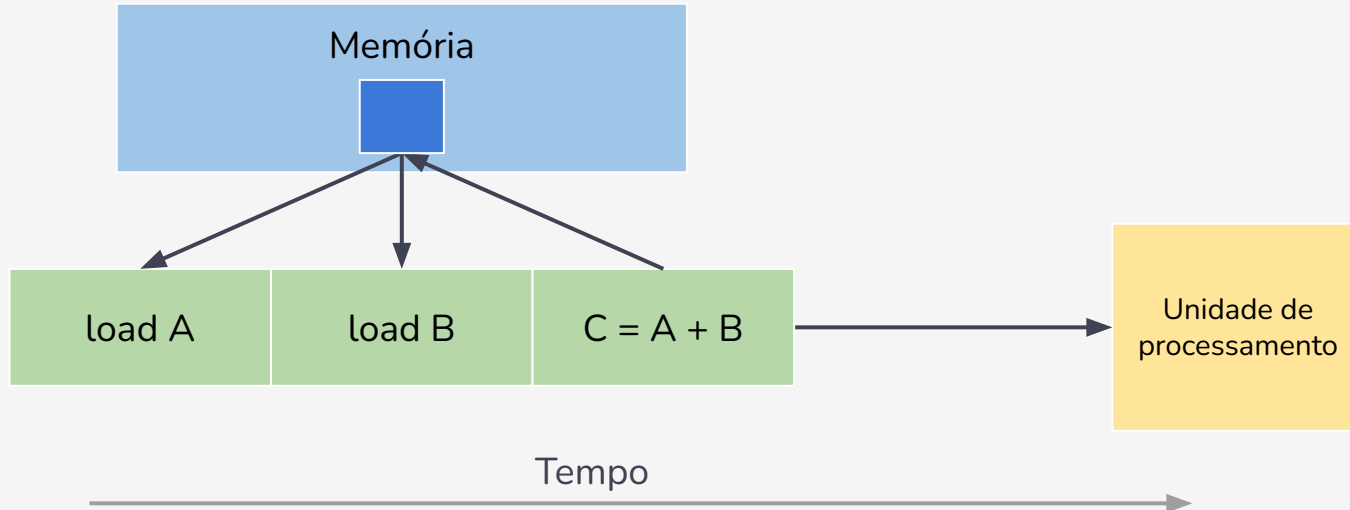 Memória
load A
load B
C = A + B
Unidade de
processamento
Tempo